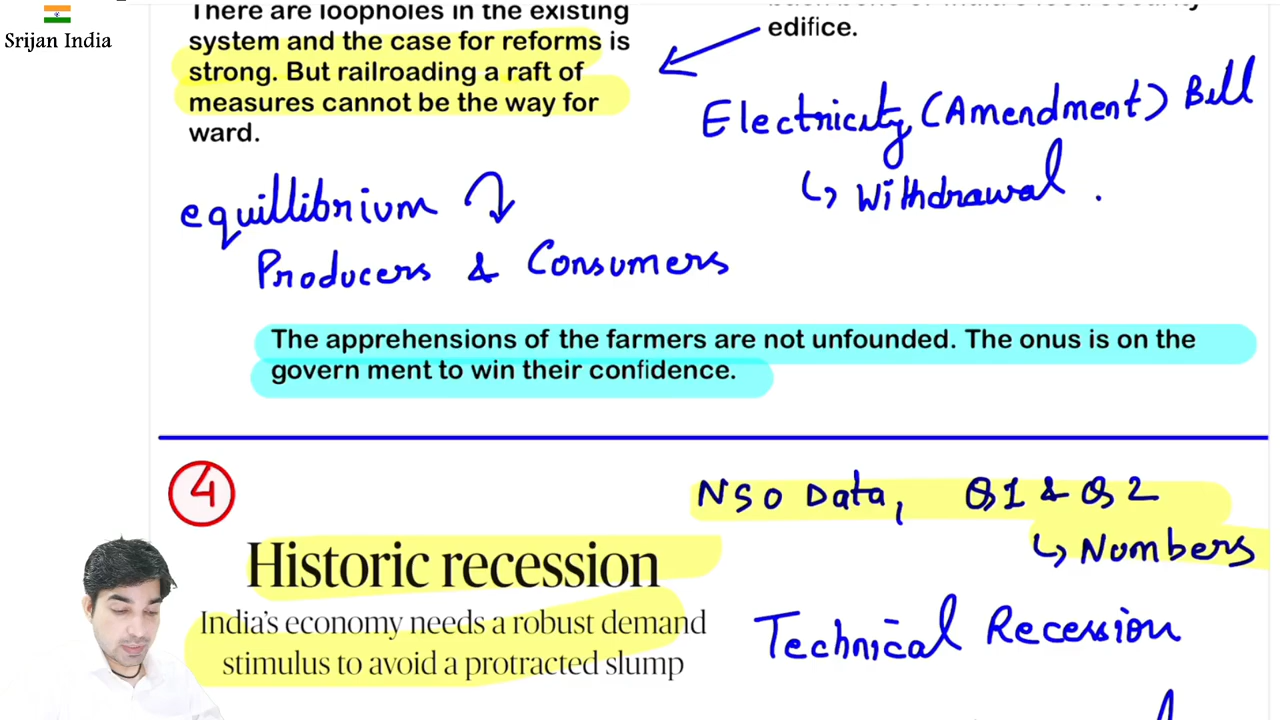 Srijan India
There are loopholes in the existing
system and the case for reforms is
strong. But railroading a raft of
measures cannot be the way for
ward.
edifice.
Electricity (Amendment) Bill
↳ Withdrawal .
equillibrium
Producers & Consumers
The apprehensions of the farmers are not unfounded. The onus is on the
govern ment to win their confidence.
4
NSO Data, Q1 & Q2
↳ Numbers
Historic recession
India's economy needs a robust demand
stimulus to avoid a protracted slump
Technical Recession